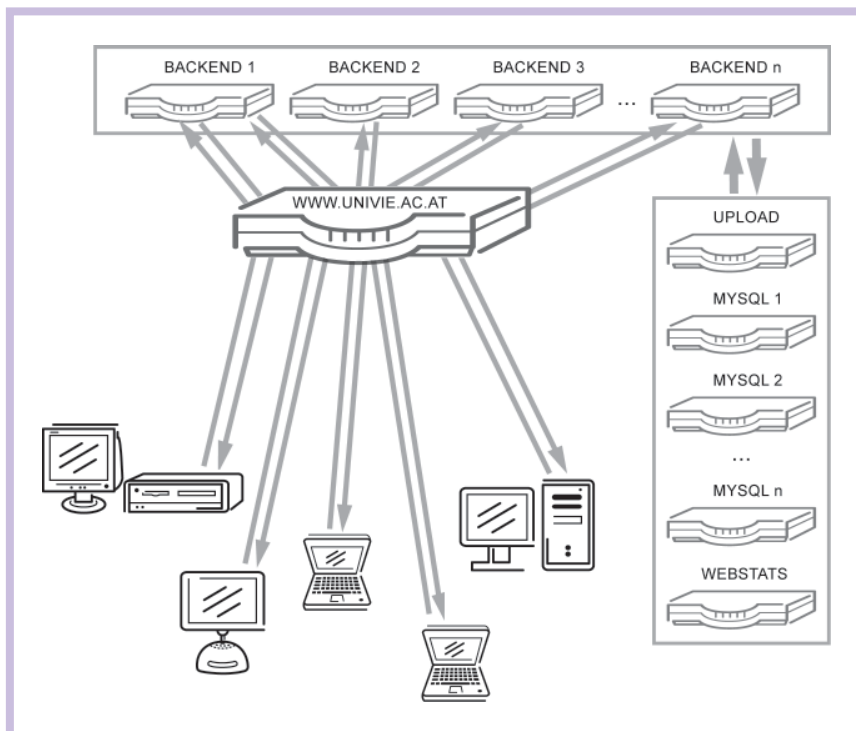 BACKEND 1
BACKEND 2
BACKEND 3
...
BACKEND n
WWW.UNIVIE.AC.AT
UPLOAD
MYSQL 1
MYSQL 2
...
MYSQL n
WEBSTATS